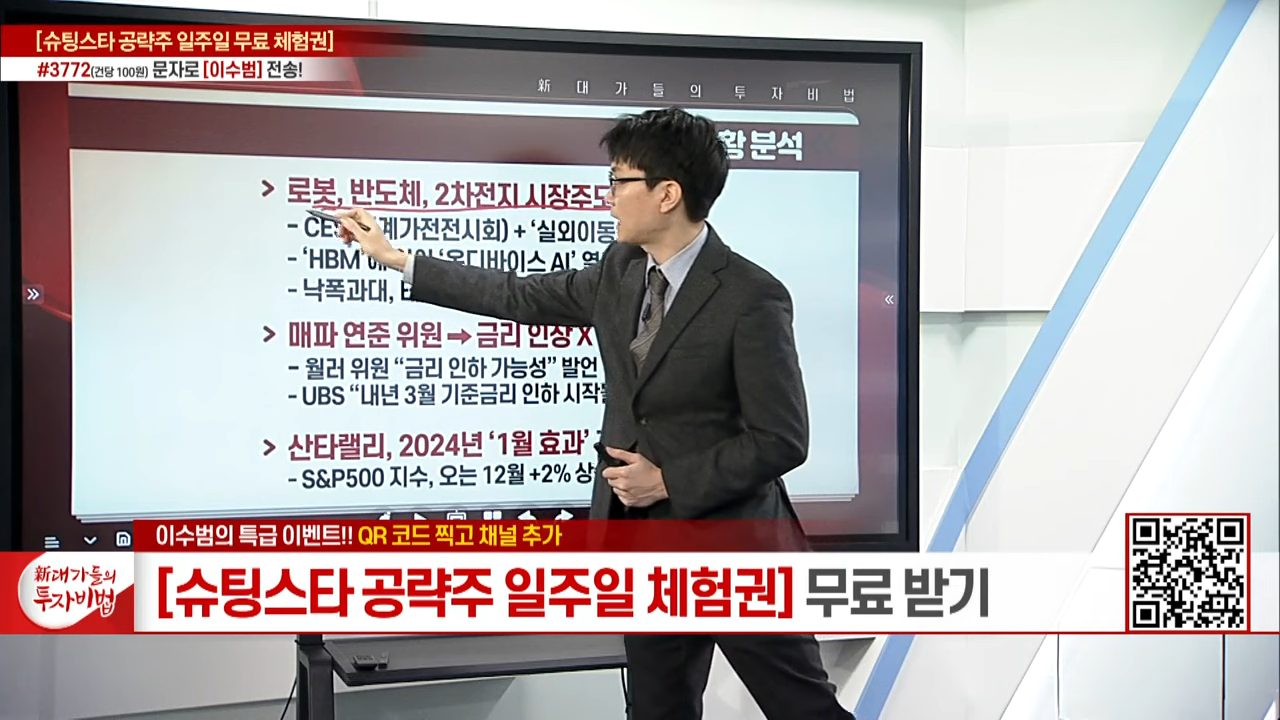 [슈팅스타 공략주 일주일 무료 체험권]
#3772(건당 100원) 문자로 [이수범] 전송!
新 대 가 들 의 투 자 비 법
황 분석
> 로봇, 반도체, 2차전지 시장주도
- CES 계가전전시회) + ‘실외이동
- ‘HBM’ ‘온디바이스 AI’
- 낙폭과대,
> 매파 연준 위원 → 금리 인상 X
- 월러 위원 “금리 인하 가능성” 발언
- UBS “내년 3월 기준금리 인하 시작
> 산타랠리, 2024년 ‘1월 효과’
- S&P500 지수, 오는 12월 +2% 상
이수범의 특급 이벤트!! QR 코드 찍고 채널 추가
新대가들의
투자비법
[슈팅스타 공략주 일주일 체험권] 무료 받기